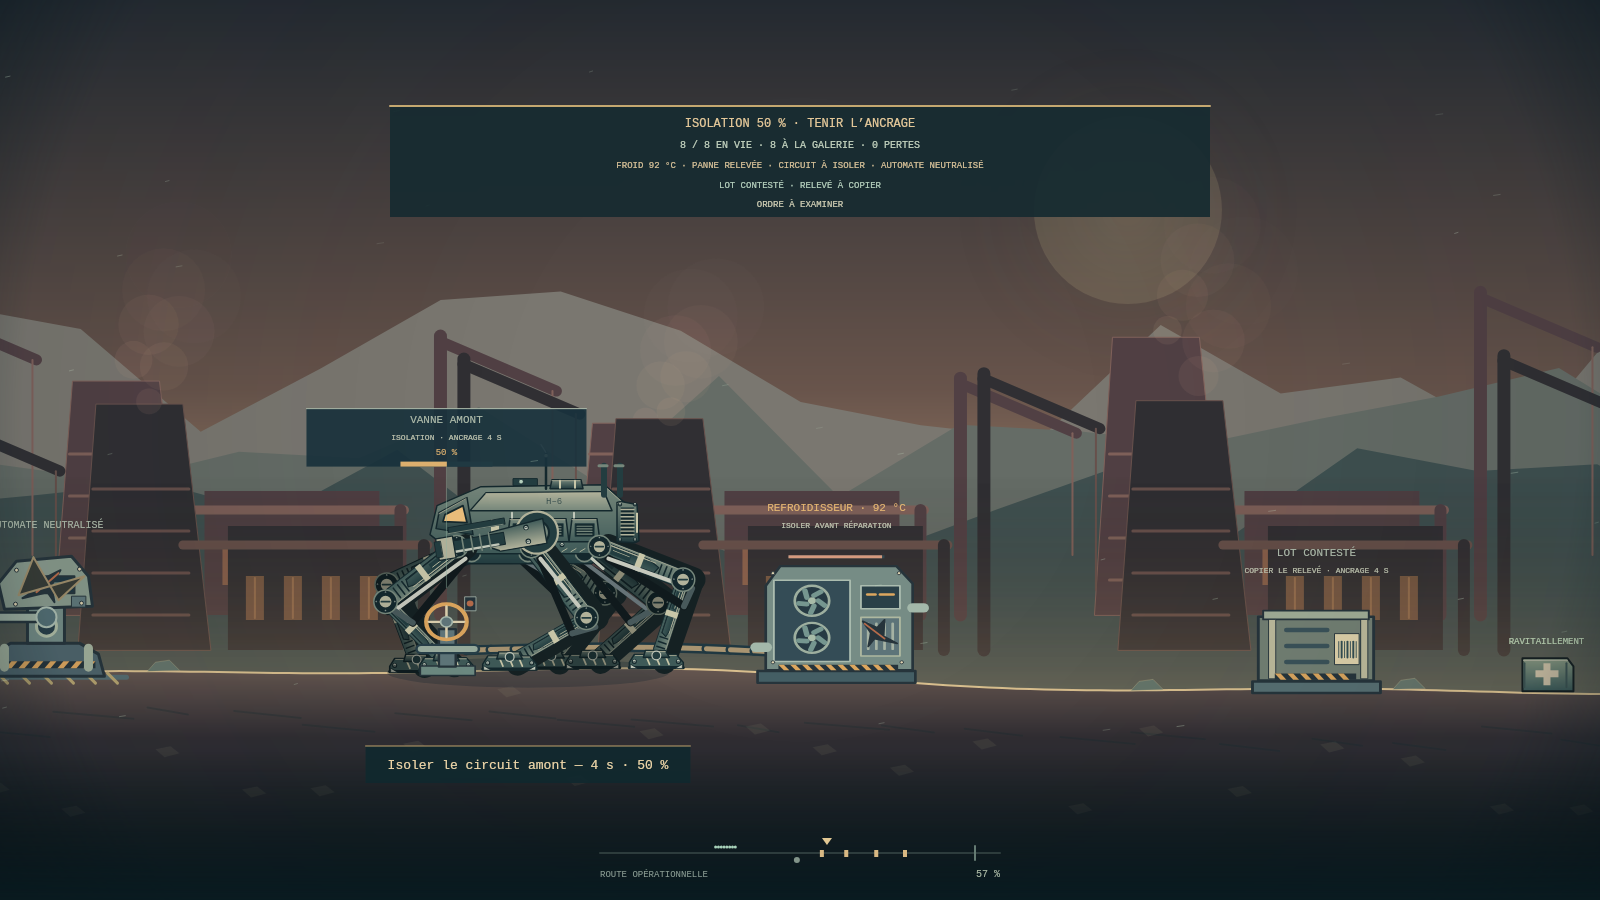 ISOLATION 50 % · TENIR L’ANCRAGE
8 / 8 EN VIE · 8 À LA GALERIE · 0 PERTES
FROID 92 °C · PANNE RELEVÉE · CIRCUIT À ISOLER · AUTOMATE NEUTRALISÉ
LOT CONTESTÉ · RELEVÉ À COPIER
ORDRE À EXAMINER
VANNE AMONT
ISOLATION · ANCRAGE 4 S
50 %
H-6
REFROIDISSEUR · 92 °C
ISOLER AVANT RÉPARATION
UTOMATE NEUTRALISÉ
LOT CONTESTÉ
COPIER LE RELEVÉ · ANCRAGE 4 S
RAVITAILLEMENT
Isoler le circuit amont — 4 s · 50 %
ROUTE OPÉRATIONNELLE
57 %